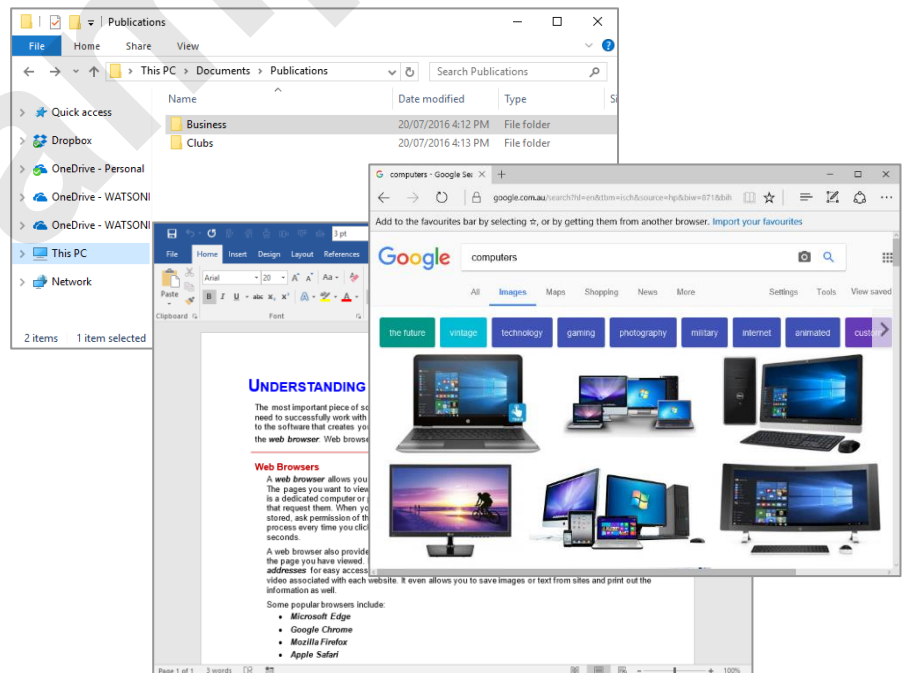 Publications
File Home Share View
This PC > Documents > Publications
Search Publications
Name Date modified Type
Quick access
Business 20/07/2016 4:12 PM File folder
Dropbox
Clubs 20/07/2016 4:13 PM File folder
OneDrive - Personal
OneDrive - WATSONI
OneDrive - WATSONI
This PC
Network
2 items 1 item selected
computers - Google Sea
google.com.au/search?hl=en&tbm=isch&source=hp&biw=871&bih
Add to the favourites bar by selecting ☆, or by getting them from another browser. Import your favourites
Google computers
All Images Maps Shopping News More Settings Tools View saved
the future vintage technology gaming photography military internet animated custom
3 pt
File Home Insert Design Layout References
Paste Arial 20
Clipboard Font
UNDERSTANDING
The most important piece of
need to successfully work with
to the software that creates
the web browser. Web
Web Browsers
A web browser allows you
The pages you want to view
is a dedicated computer or
that request them. When
stored, ask permission of
process every time you
seconds.
A web browser also provide
the page you have viewed.
addresses for easy access
video associated with each website. It even allows you to save images or text from sites and print out the
information as well.
Some popular browsers include:
• Microsoft Edge
• Google Chrome
• Mozilla Firefox
• Apple Safari
Page 1 of 1 3 words 100%